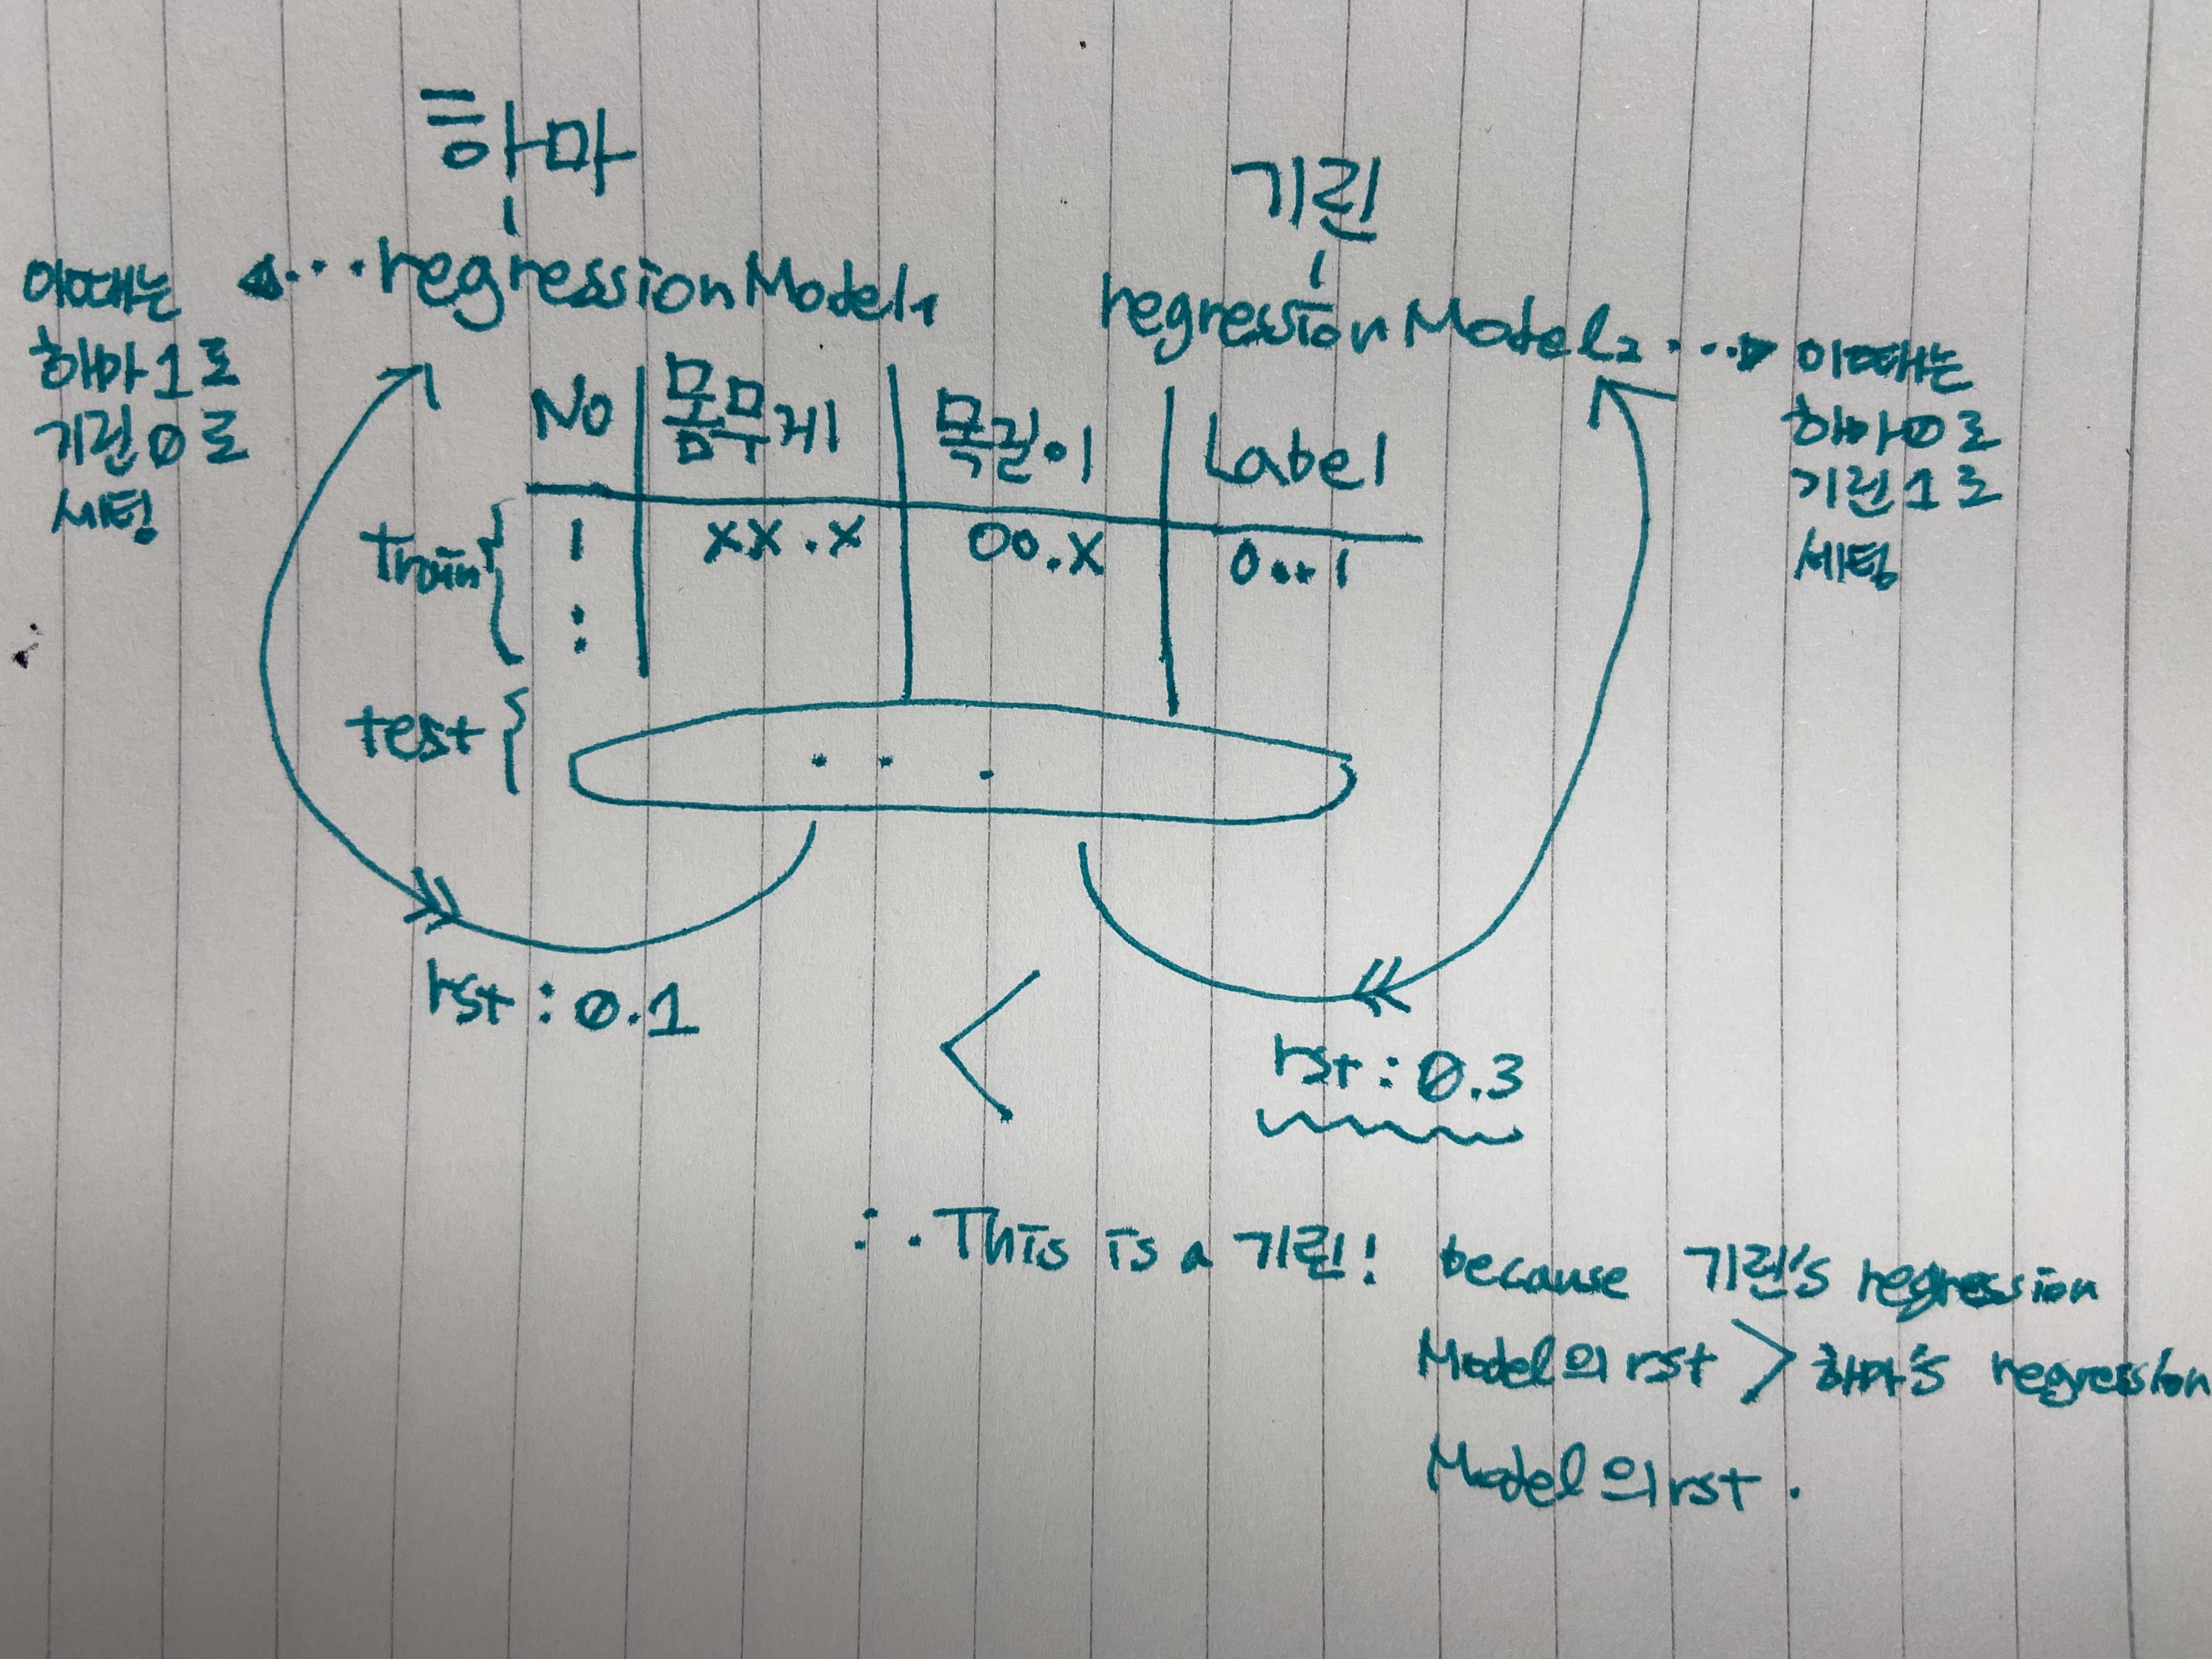 하마
기린
regressionModel1
regressionModel2
이때는
하마 1로
기린 0로
세팅
이때는
하마 0로
기린 1로
세팅
No 몸무게 목길이 Label
Train 1 XX.X 00.X 0..1
:
test ...
rst : 0.1
<
rst : 0.3
∴ This is a 기린! because 기린's regression
Model의 rst > 하마's regression
Model의 rst.